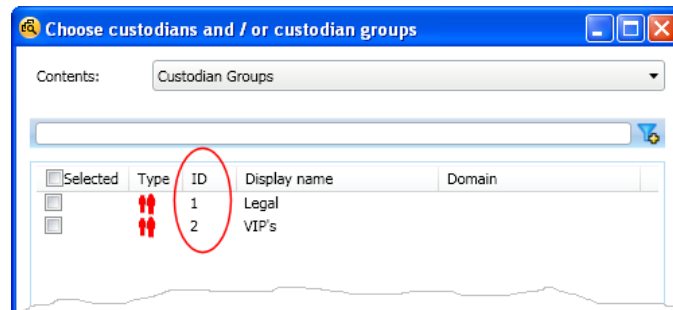 Choose custodians and / or custodian groups
Contents: Custodian Groups
Selected Type ID Display name Domain
1 Legal
2 VIP's